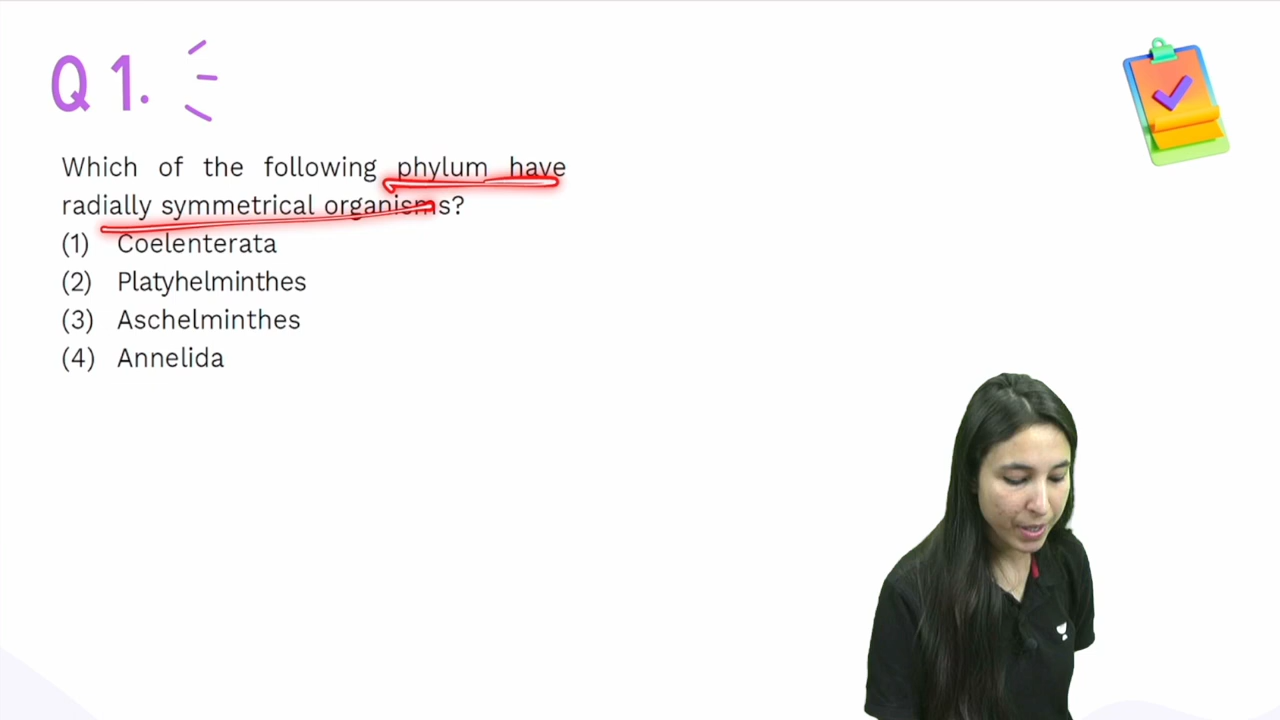 Q 1.
Which of the following phylum have
radially symmetrical organisms?
(1) Coelenterata
(2) Platyhelminthes
(3) Aschelminthes
(4) Annelida